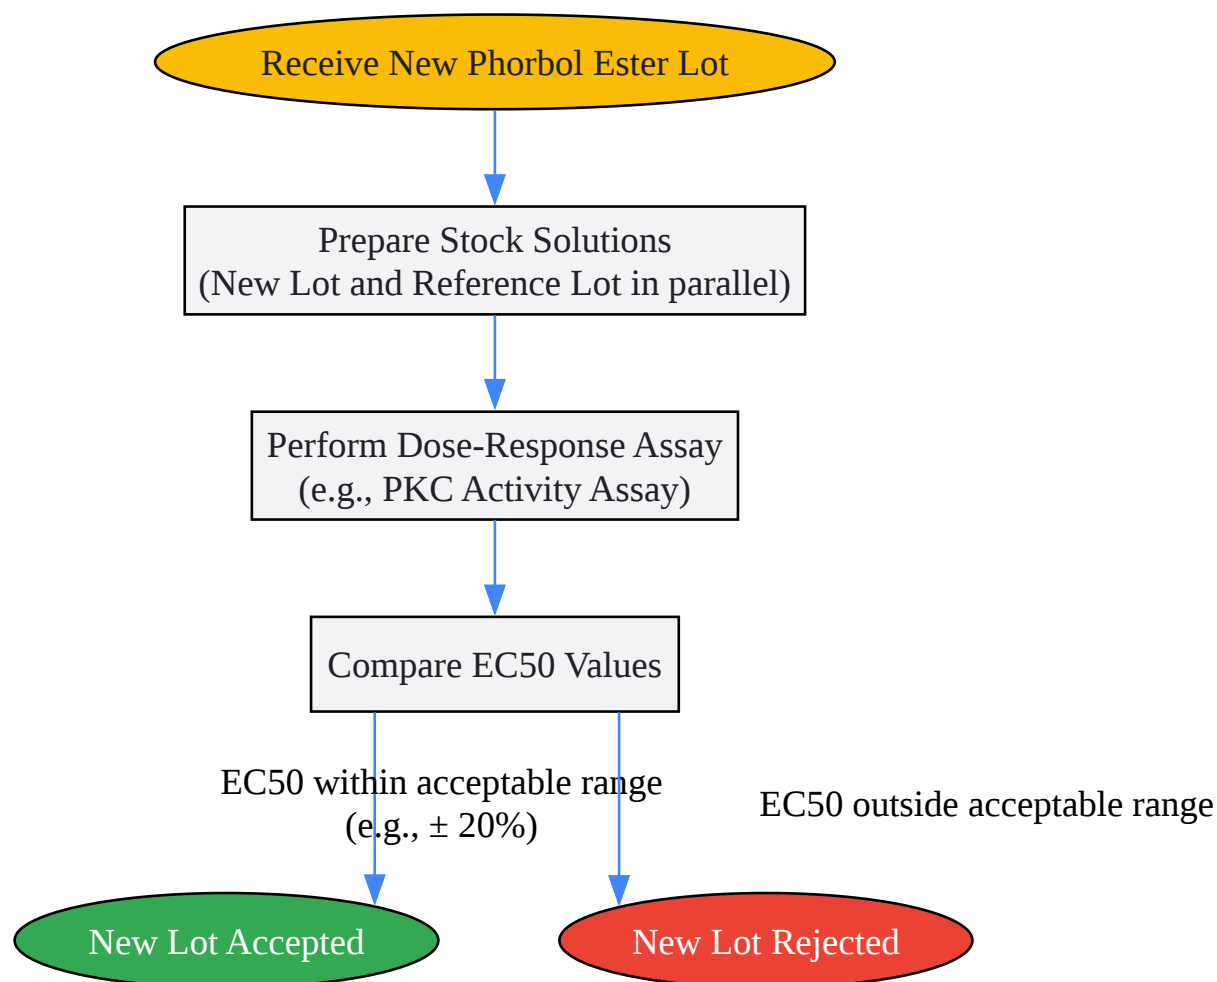 Receive New Phorbol Ester Lot
Prepare Stock Solutions
(New Lot and Reference Lot in parallel)
Perform Dose-Response Assay
(e.g., PKC Activity Assay)
Compare EC50 Values
EC50 within acceptable range
(e.g., ± 20%)
EC50 outside acceptable range
New Lot Accepted
New Lot Rejected